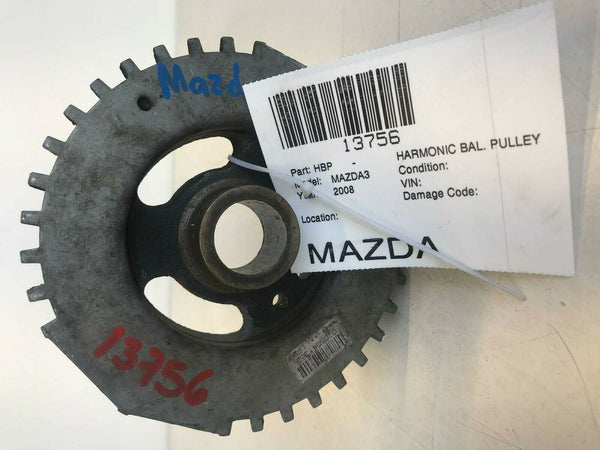 Mazd
13756
HARMONIC BAL. PULLEY
Part: HBP -
Condition:
Model: MAZDA3
VIN:
Year: 2008
Damage Code:
Location:
MAZDA
13756